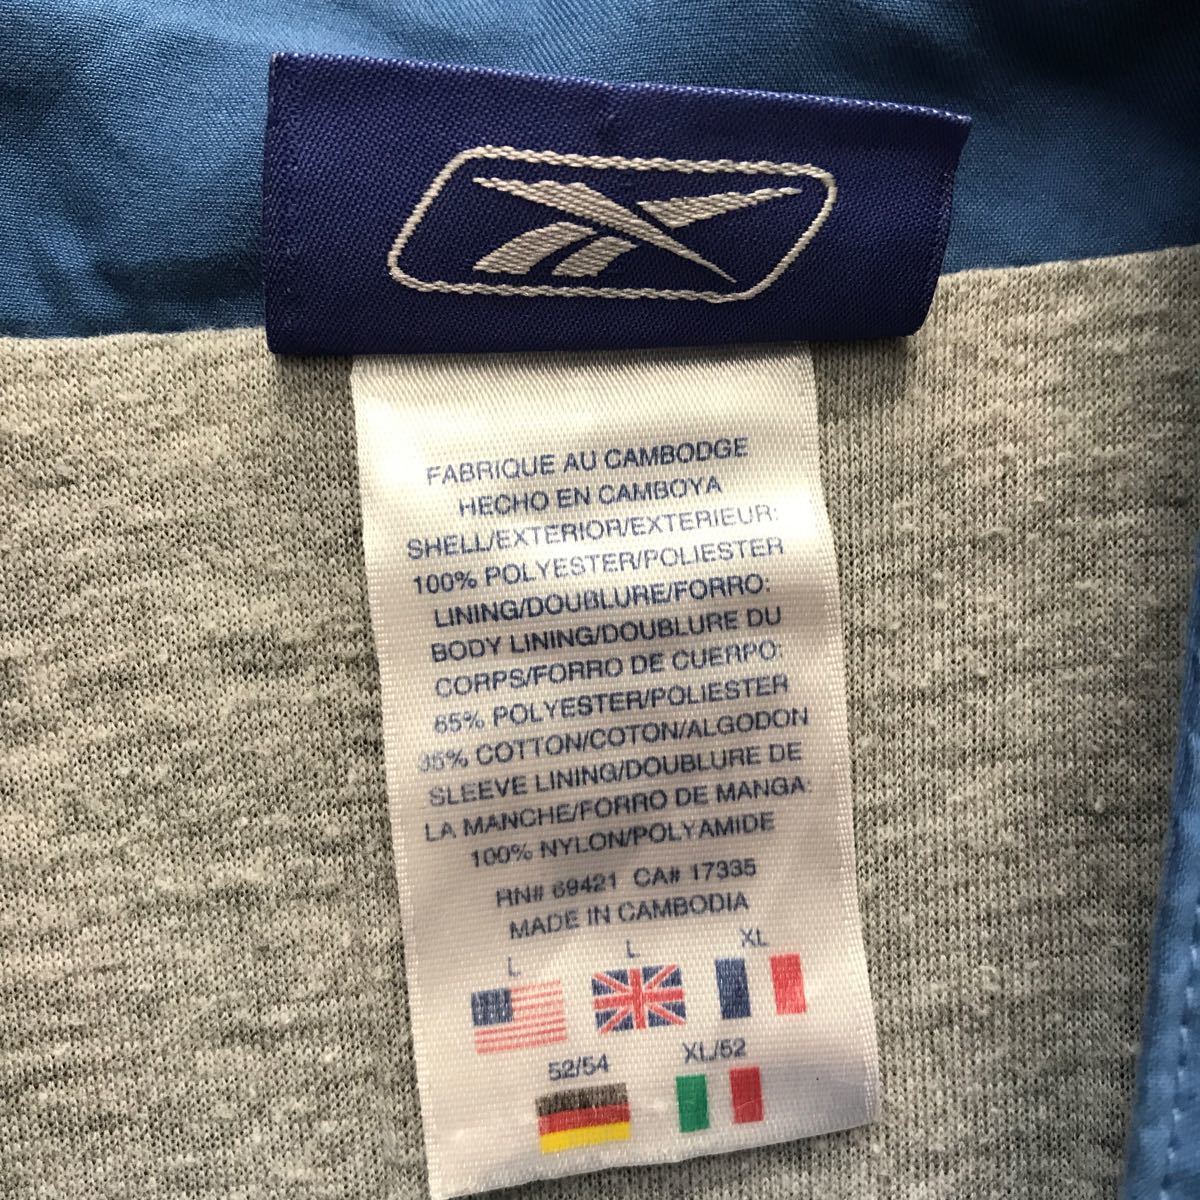 FABRIQUE AU CAMBODGE
HECHO EN CAMBOYA
SHELL/EXTERIOR/EXTERIEUR:
100% POLYESTER/POLIESTER
LINING/DOUBLURE/FORRO:
BODY LINING/DOUBLURE DU
CORPS/FORRO DE CUERPO:
65% POLYESTER/POLIESTER
35% COTTON/COTON/ALGODON
SLEEVE LINING/DOUBLURE DE
LA MANCHE/FORRO DE MANGA:
100% NYLON/POLYAMIDE
RN# 69421 CA# 17335
MADE IN CAMBODIA
L L XL
52/54 XL/52